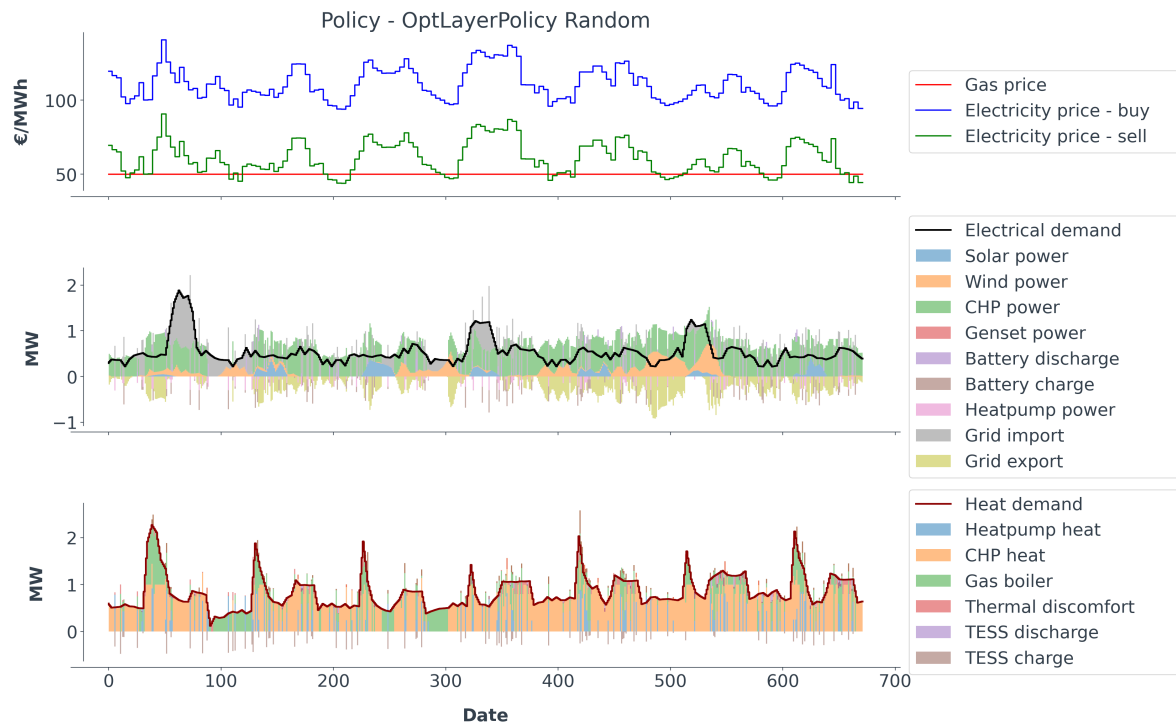 Policy - OptLayerPolicy Random
€/MWh
100
50
Gas price
Electricity price - buy
Electricity price - sell
MW
2
1
0
−1
Electrical demand
Solar power
Wind power
CHP power
Genset power
Battery discharge
Battery charge
Heatpump power
Grid import
Grid export
MW
2
1
0
Heat demand
Heatpump heat
CHP heat
Gas boiler
Thermal discomfort
TESS discharge
TESS charge
0 100 200 300 400 500 600 700
Date